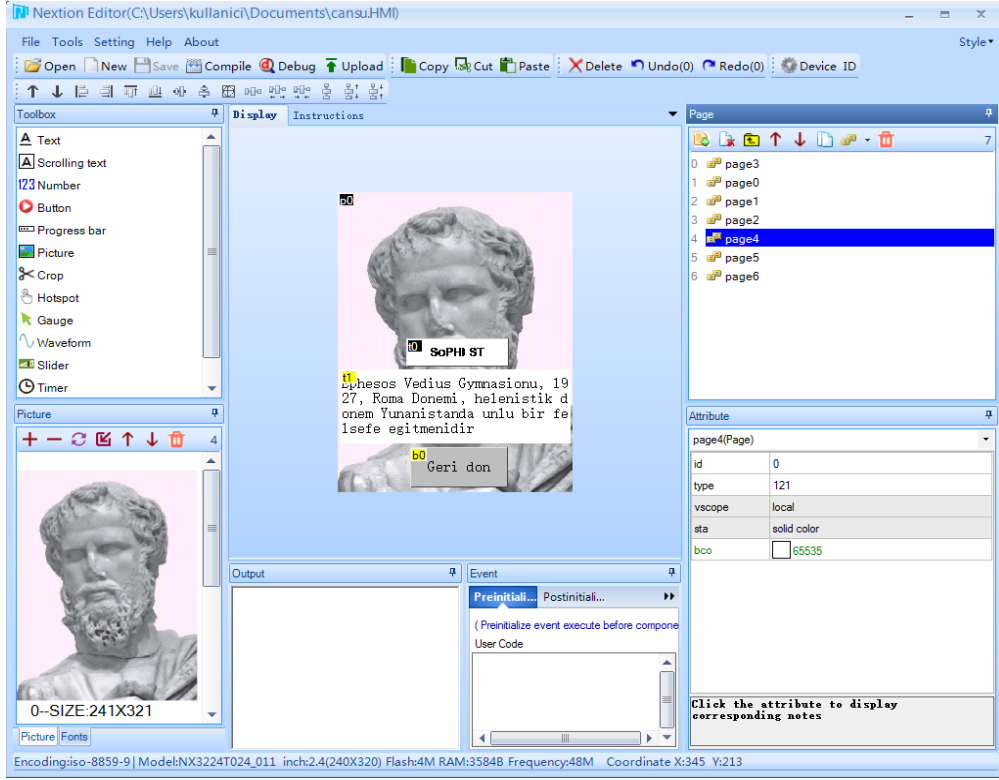 Nextion Editor(C:\Users\kullanici\Documents\cansu.HMI)
File Tools Setting Help About
Style
Open New Save Compile Debug Upload Copy Cut Paste Delete Undo(0) Redo(0) Device ID
Toolbox
A Text
A Scrolling text
123 Number
Button
Progress bar
Picture
Crop
Hotspot
Gauge
Waveform
Slider
Timer
Picture
4
0--SIZE:241X321
Picture Fonts
Display Instructions
p0
t0 SoPHI ST
t1
Ephesos Vedius Gymnasionu, 19
27, Roma Donemi, helenistik d
onem Yunanistanda unlu bir fe
lsefe egitmenidir
b0
Geri don
Output
Event
Preinitiali... Postinitiali...
( Preinitialize event execute before compone
User Code
Page
7
0 page3
1 page0
2 page1
3 page2
4 page4
5 page5
6 page6
Attribute
page4(Page)
id 0
type 121
vscope local
sta solid color
bco 65535
Click the attribute to display
corresponding notes
Encoding:iso-8859-9| Model:NX3224T024_011 inch:2.4(240X320) Flash:4M RAM:3584B Frequency:48M Coordinate X:345 Y:213